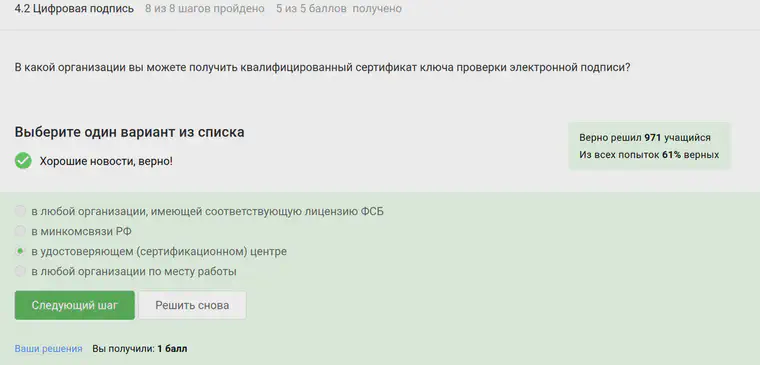 4.2 Цифровая подпись 8 из 8 шагов пройдено 5 из 5 баллов получено
В какой организации вы можете получить квалифицированный сертификат ключа проверки электронной подписи?
Выберите один вариант из списка
Хорошие новости, верно!
Верно решил 971 учащийся
Из всех попыток 61% верных
в любой организации, имеющей соответствующую лицензию ФСБ
в минкомсвязи РФ
в удостоверяющем (сертификационном) центре
в любой организации по месту работы
Следующий шаг Решить снова
Ваши решения Вы получили: 1 балл